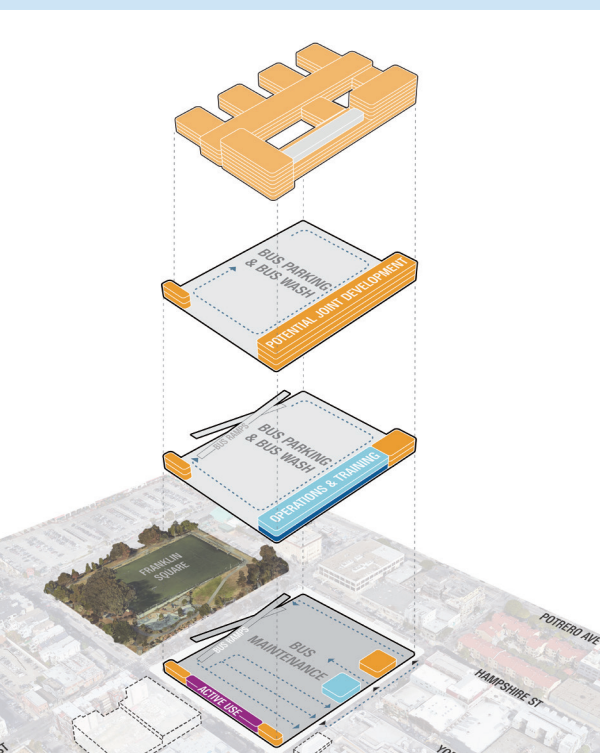 BUS PARKING
& BUS WASH
POTENTIAL JOINT DEVELOPMENT
BUS RAMPS
BUS PARKING
& BUS WASH
OPERATIONS & TRAINING
FRANKLIN
SQUARE
BUS RAMPS
BUS
MAINTENANCE
ACTIVE USE
POTRERO AVE
HAMPSHIRE ST
ST